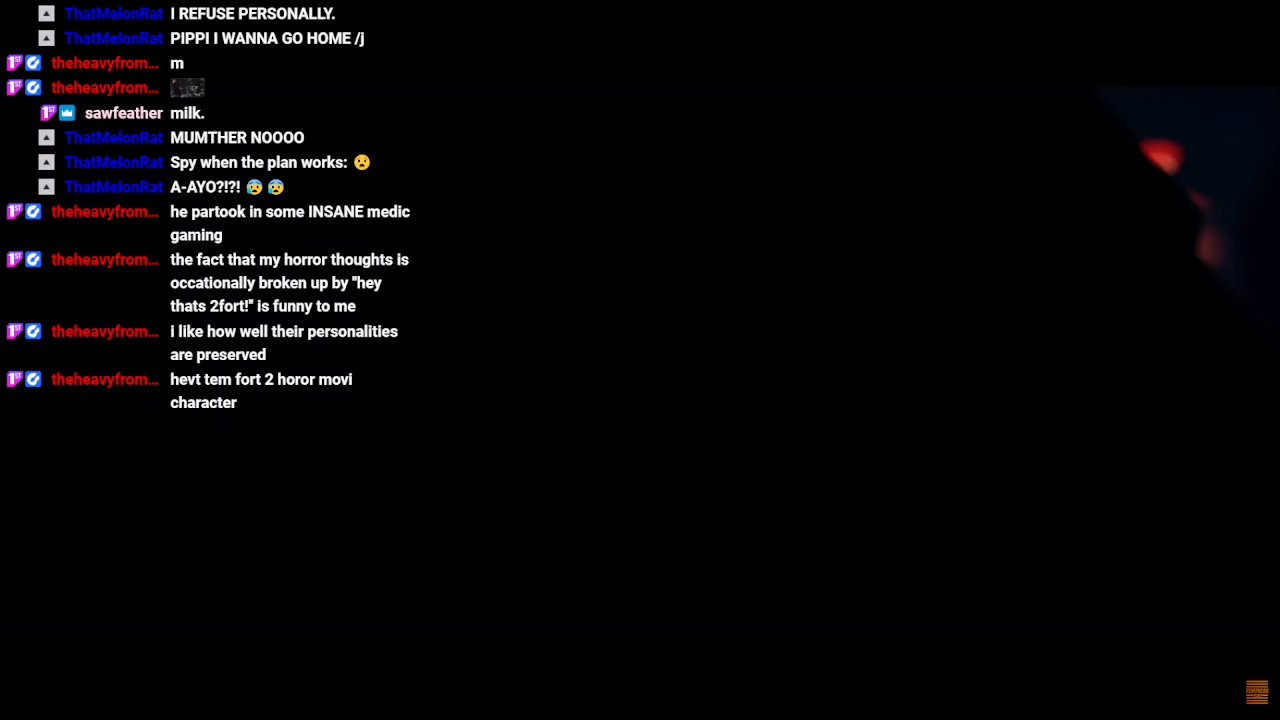 ThatMelonRat I REFUSE PERSONALLY.
ThatMelonRat PIPPI I WANNA GO HOME /j
theheavyfrom... m
theheavyfrom...
sawfeather milk.
ThatMelonRat MUMTHER NOOOO
ThatMelonRat Spy when the plan works: 😦
ThatMelonRat A-AYO?!?! 😰 😰
theheavyfrom... he partook in some INSANE medic
gaming
theheavyfrom... the fact that my horror thoughts is
occationally broken up by "hey
thats 2fort!" is funny to me
theheavyfrom... i like how well their personalities
are preserved
theheavyfrom... hevt tem fort 2 horor movi
character
FORTRESS